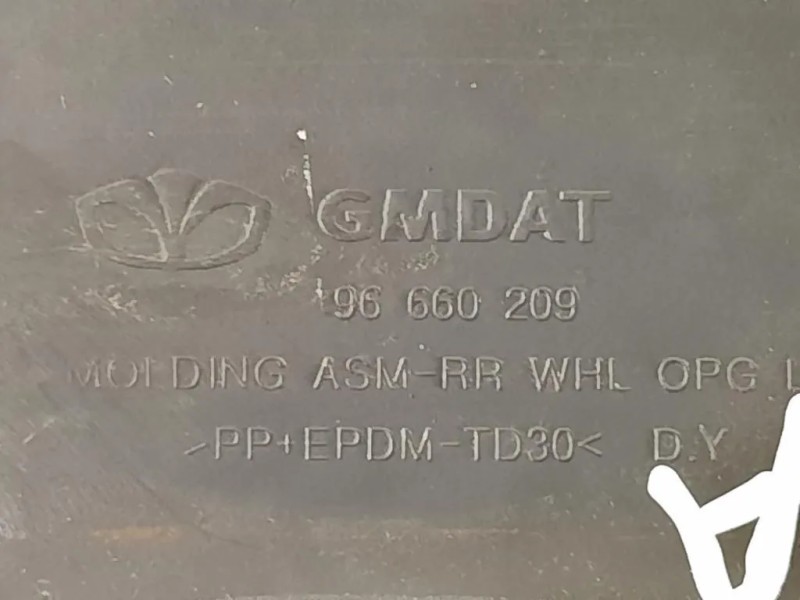 GMDAT
96 660 209
MOLDING ASM-RR WHL OPG L
>PP+EPDM-TD30< D.Y